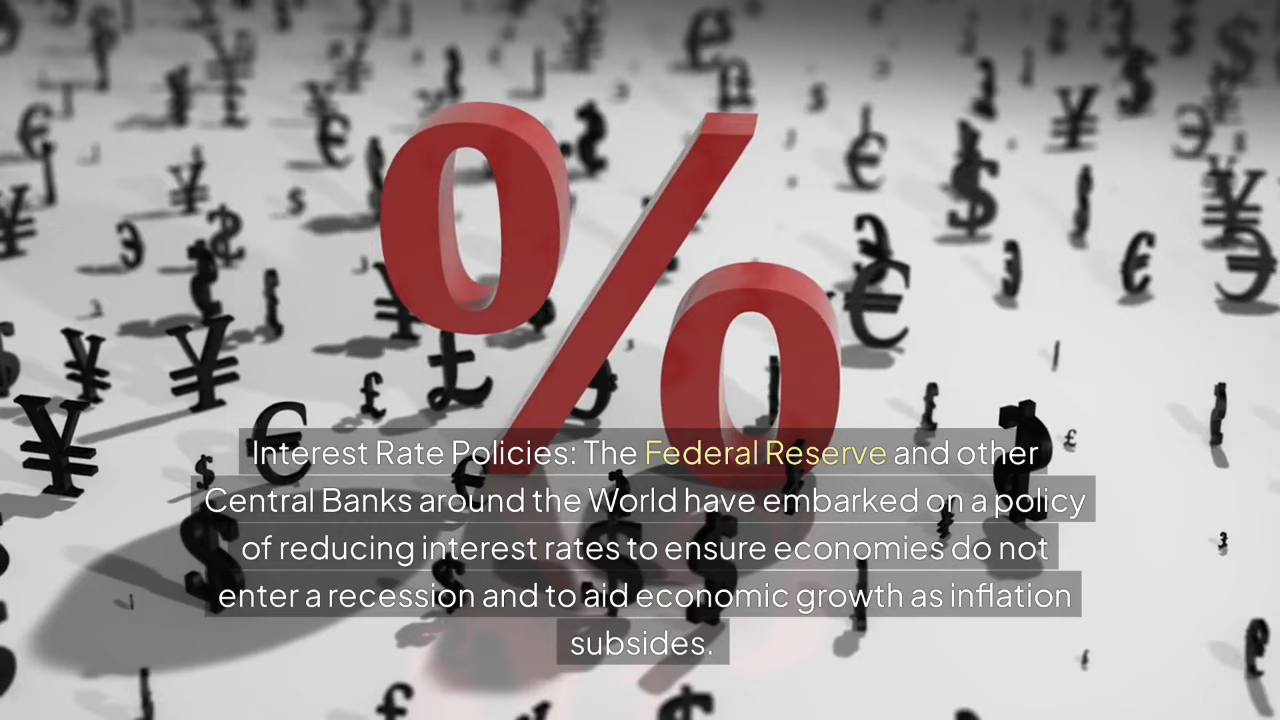 Interest Rate Policies: The Federal Reserve and other
Central Banks around the World have embarked on a policy
of reducing interest rates to ensure economies do not
enter a recession and to aid economic growth as inflation
subsides.